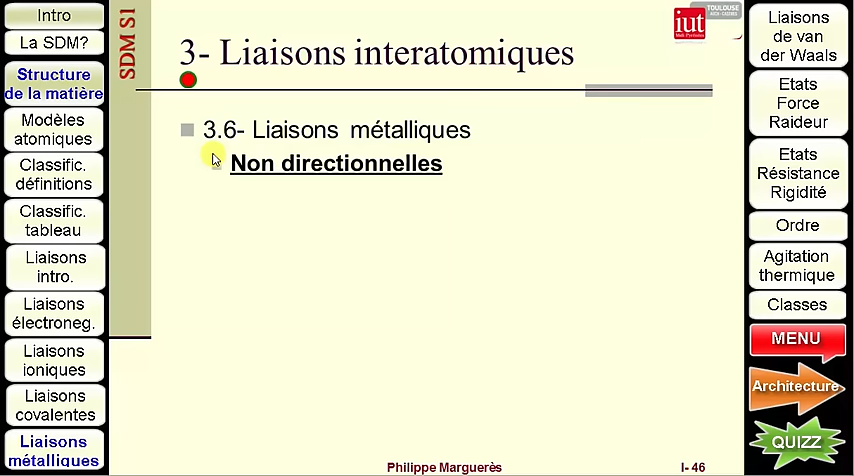 Intro
La SDM?
Structure
de la matière
Modèles
atomiques
Classific.
définitions
Classific.
tableau
Liaisons
intro.
Liaisons
électroneg.
Liaisons
ioniques
Liaisons
covalentes
Liaisons
métalliques
SDM S1
3- Liaisons interatomiques
3.6- Liaisons métalliques
Non directionnelles
Philippe Marguerès
I- 46
iut
TOULOUSE
Liaisons
de van
der Waals
Etats
Force
Raideur
Etats
Résistance
Rigidité
Ordre
Agitation
thermique
Classes
MENU
Architecture
QUIZZ